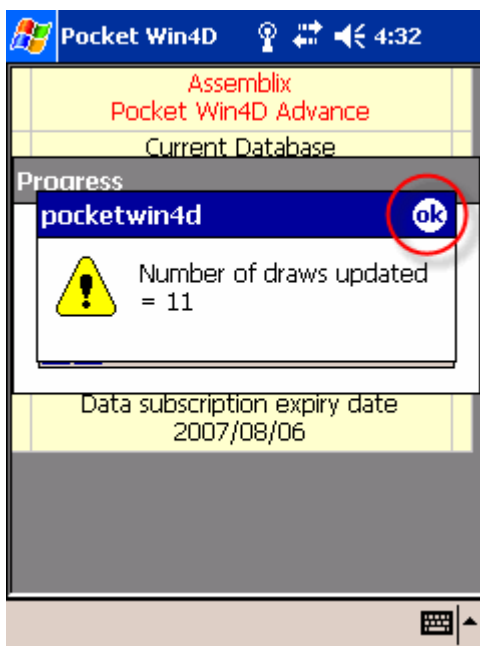 Pocket Win4D 4:32
Assemblix
Pocket Win4D Advance
Current Database
Progress
pocketwin4d ok
Number of draws updated
= 11
Data subscription expiry date
2007/08/06